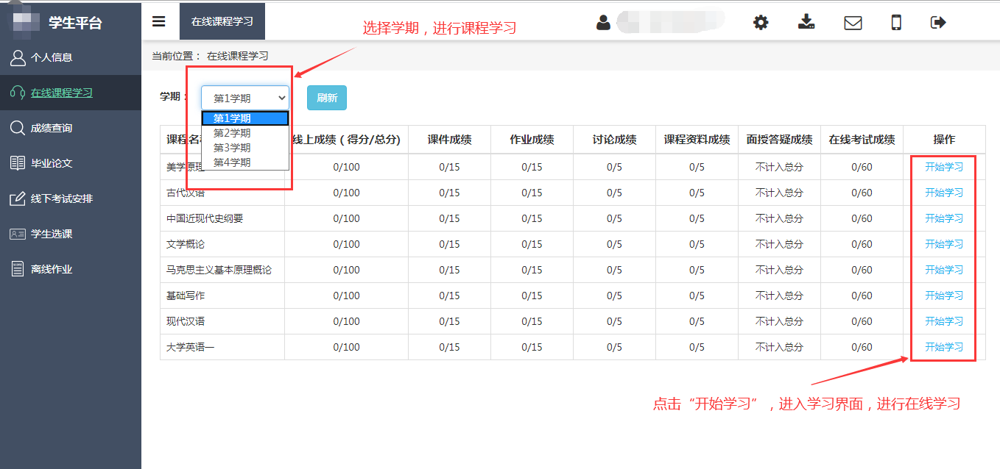 学生平台
在线课程学习
选择学期，进行课程学习
个人信息
在线课程学习
成绩查询
毕业论文
线下考试安排
学生选课
离线作业
当前位置： 在线课程学习
学期： 第1学期 刷新
第1学期
第2学期
第3学期
第4学期
课程名 线上成绩（得分/总分） 课件成绩 作业成绩 讨论成绩 课程资料成绩 面授答疑成绩 在线考试成绩 操作
美学原理 0/100 0/15 0/15 0/5 0/5 不计入总分 0/60 开始学习
古代汉语 0/100 0/15 0/15 0/5 0/5 不计入总分 0/60 开始学习
中国近现代史纲要 0/100 0/15 0/15 0/5 0/5 不计入总分 0/60 开始学习
文学概论 0/100 0/15 0/15 0/5 0/5 不计入总分 0/60 开始学习
马克思主义基本原理概论 0/100 0/15 0/15 0/5 0/5 不计入总分 0/60 开始学习
基础写作 0/100 0/15 0/15 0/5 0/5 不计入总分 0/60 开始学习
现代汉语 0/100 0/15 0/15 0/5 0/5 不计入总分 0/60 开始学习
大学英语一 0/100 0/15 0/15 0/5 0/5 不计入总分 0/60 开始学习
点击“开始学习”，进入学习界面，进行在线学习